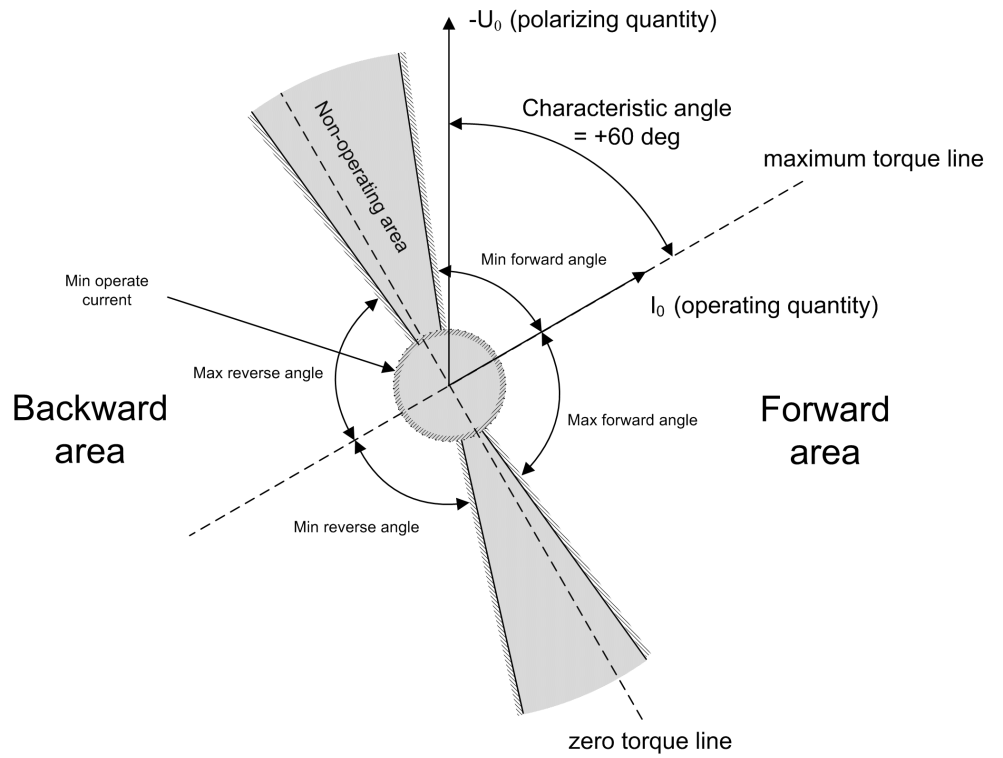 -U₀ (polarizing quantity)
Characteristic angle
= +60 deg
maximum torque line
Non-operating area
Min forward angle
Min operate
current
I₀ (operating quantity)
Max reverse angle
Backward
area
Max forward angle
Forward
area
Min reverse angle
zero torque line